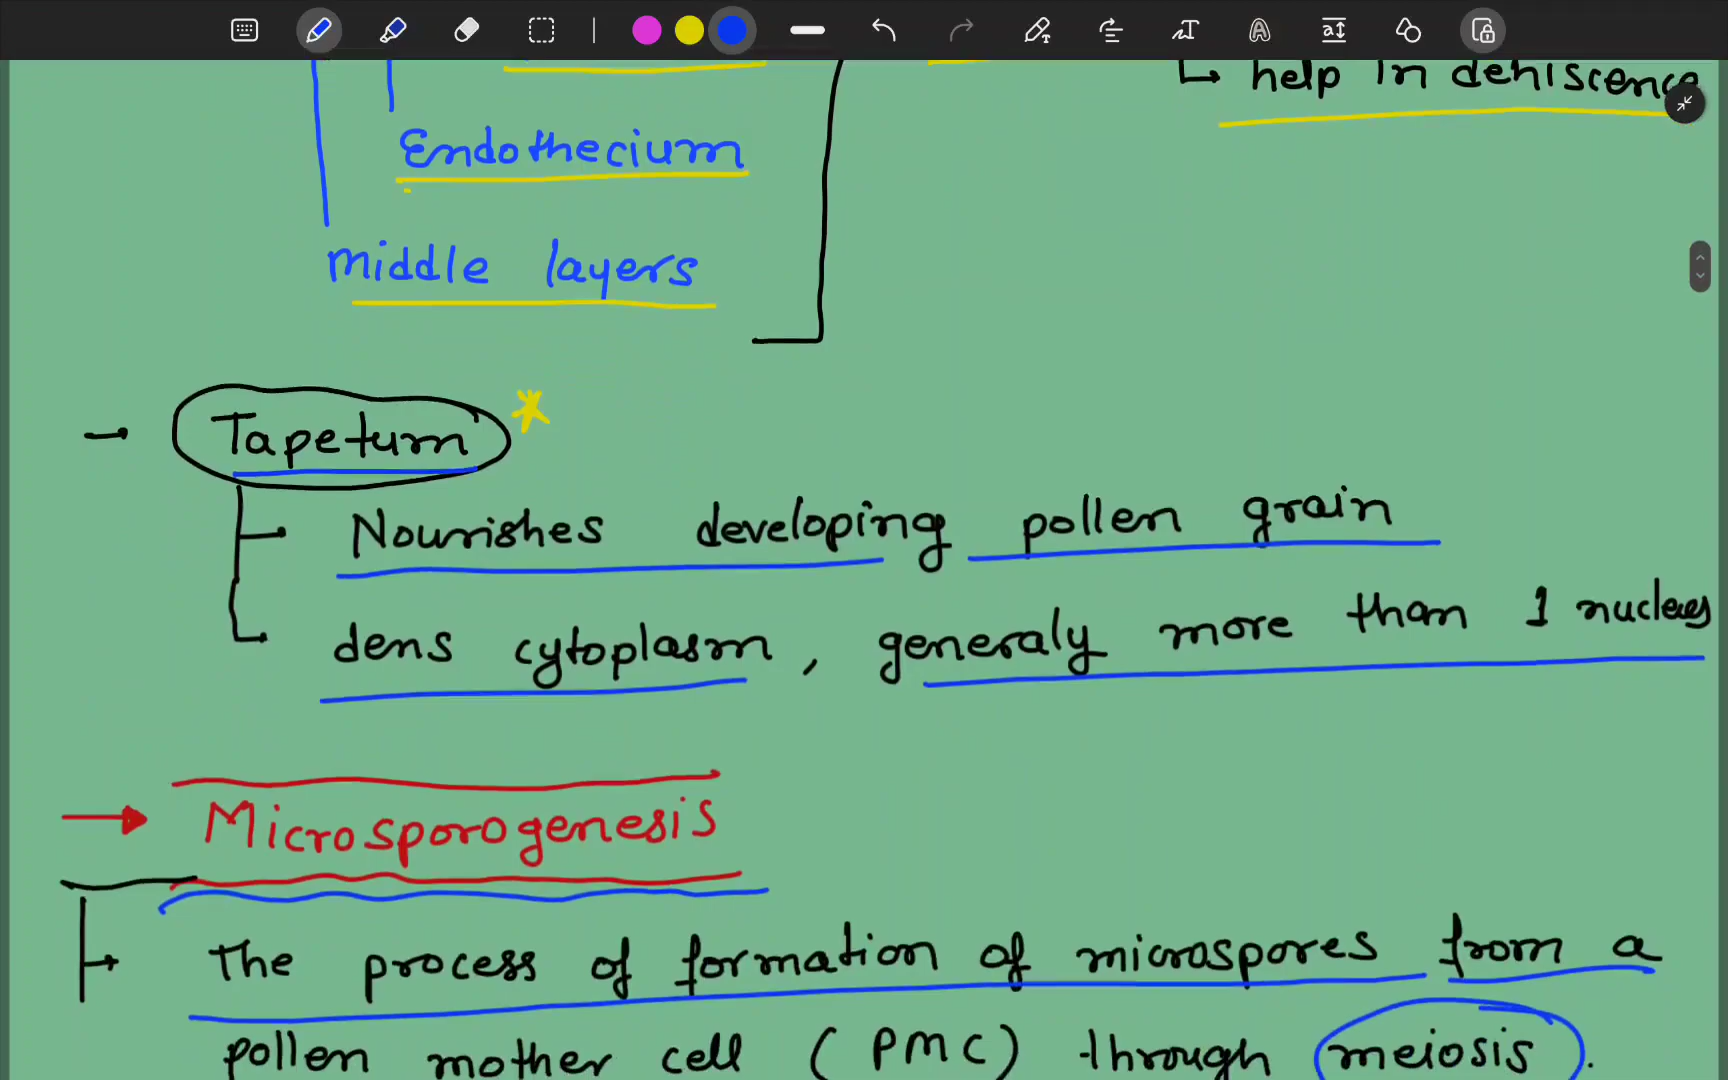 help in dehiscence
Endothecium
Middle layers
Tapetum *
Nourishes developing pollen grain
dens cytoplasm, generaly more than 1 nucleus
Microsporogenesis
The process of formation of microspores from a
pollen mother cell (PMC) through meiosis.